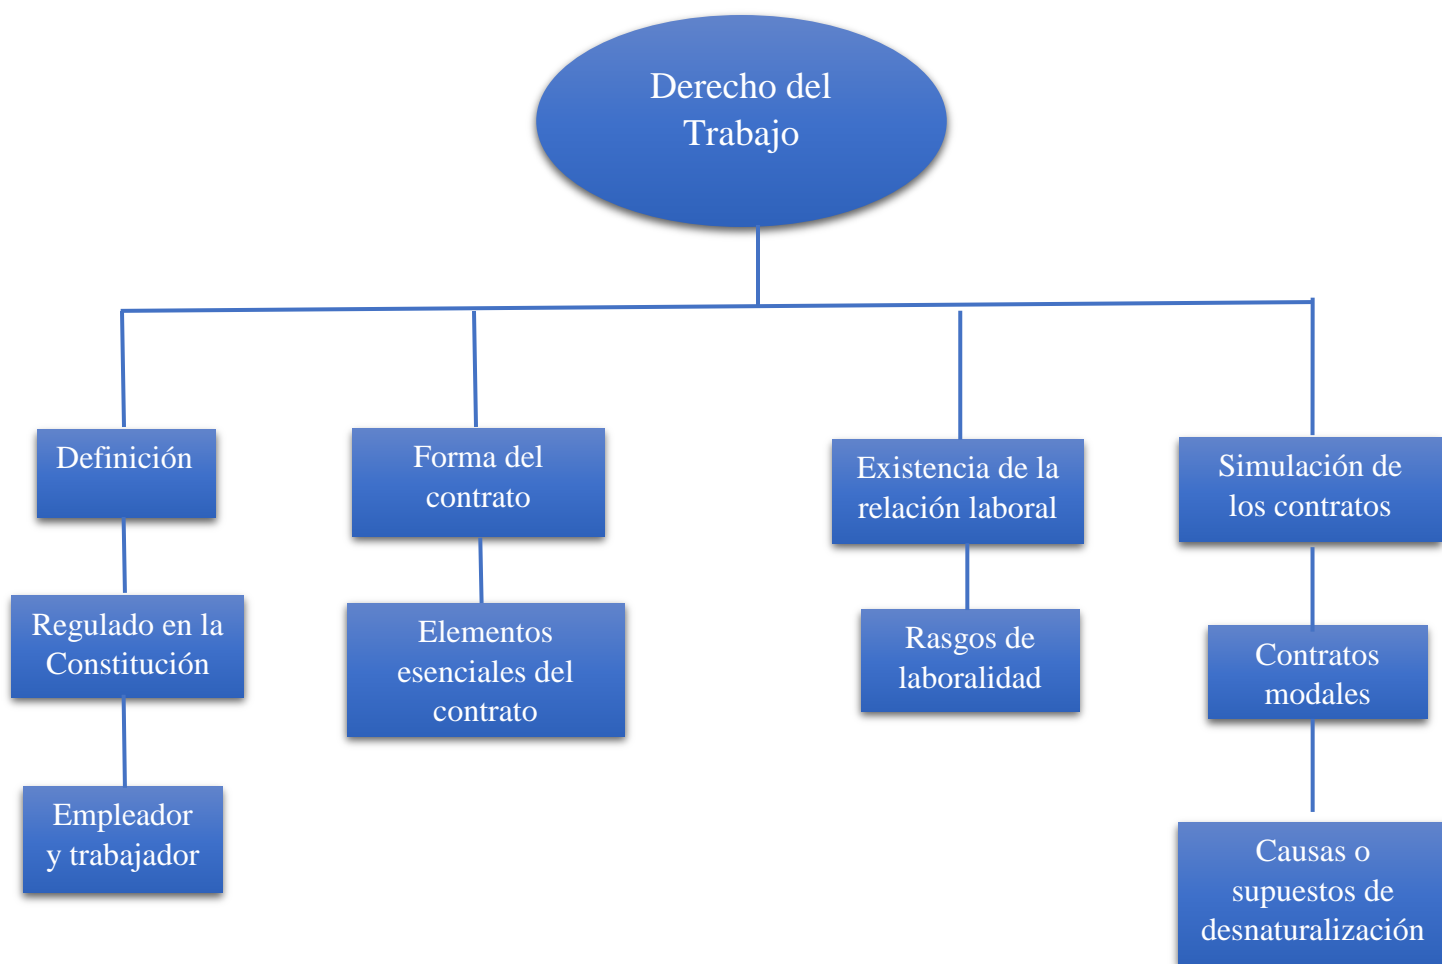 Derecho del
Trabajo
Definición
Forma del
contrato
Existencia de la
relación laboral
Simulación de
los contratos
Regulado en la
Constitución
Elementos
esenciales del
contrato
Rasgos de
laboralidad
Contratos
modales
Empleador
y trabajador
Causas o
supuestos de
desnaturalización